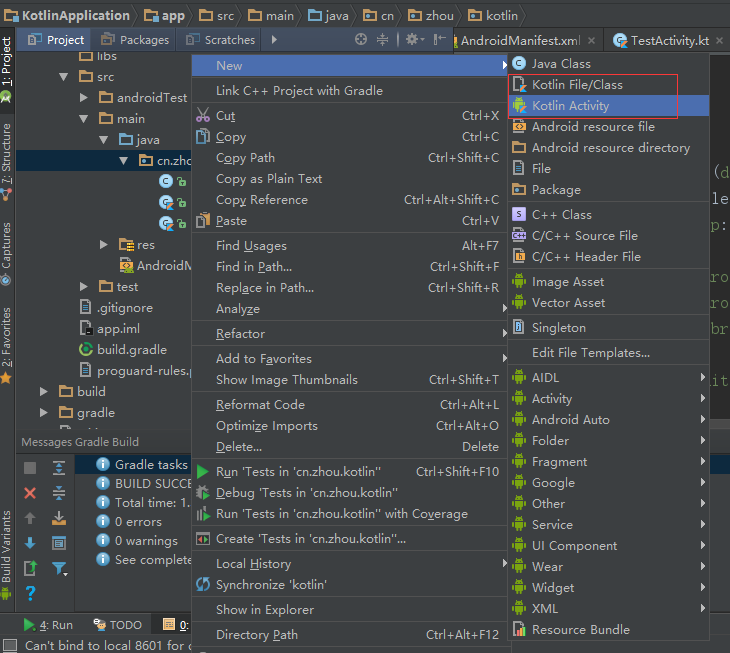 KotlinApplication app src main java cn zhou kotlin
Project Packages Scratches AndroidManifest.xml TestActivity.kt
1: Project
7: Structure
Captures
2: Favorites
Build Variants
libs
src
androidTest
main
java
cn.zho
res
AndroidM
test
.gitignore
app.iml
build.gradle
proguard-rules.p
build
gradle
Messages Gradle Build
Gradle tasks
BUILD SUCCE
Total time: 1.
0 errors
0 warnings
See complete
4: Run TODO 0:
Can't bind to local 8601 for d
New
Link C++ Project with Gradle
Cut Ctrl+X
Copy Ctrl+C
Copy Path Ctrl+Shift+C
Copy as Plain Text
Copy Reference Ctrl+Alt+Shift+C
Paste Ctrl+V
Find Usages Alt+F7
Find in Path... Ctrl+Shift+F
Replace in Path... Ctrl+Shift+R
Analyze
Refactor
Add to Favorites
Show Image Thumbnails Ctrl+Shift+T
Reformat Code Ctrl+Alt+L
Optimize Imports Ctrl+Alt+O
Delete... Delete
Run 'Tests in 'cn.zhou.kotlin'' Ctrl+Shift+F10
Debug 'Tests in 'cn.zhou.kotlin''
Run 'Tests in 'cn.zhou.kotlin'' with Coverage
Create 'Tests in 'cn.zhou.kotlin''...
Local History
Synchronize 'kotlin'
Show in Explorer
Directory Path Ctrl+Alt+F12
Java Class
Kotlin File/Class
Kotlin Activity
Android resource file
Android resource directory
File
Package
C++ Class
C/C++ Source File
C/C++ Header File
Image Asset
Vector Asset
Singleton
Edit File Templates...
AIDL
Activity
Android Auto
Folder
Fragment
Google
Other
Service
UI Component
Wear
Widget
XML
Resource Bundle
(d
le
p:
ro
ro
br
it